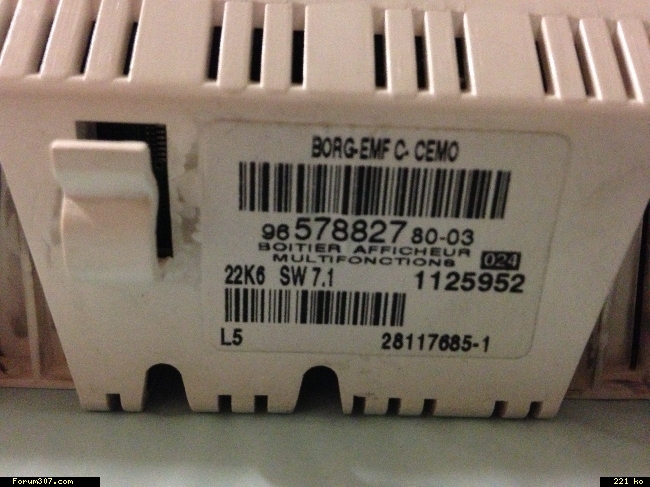 BORG-EMF C- CEMO
96 578827 80-03
BOITIER AFFICHEUR
MULTIFONCTIONS 024
22K6 SW 7.1 1125952
L5 28117685-1
Forum307.com 221 ko